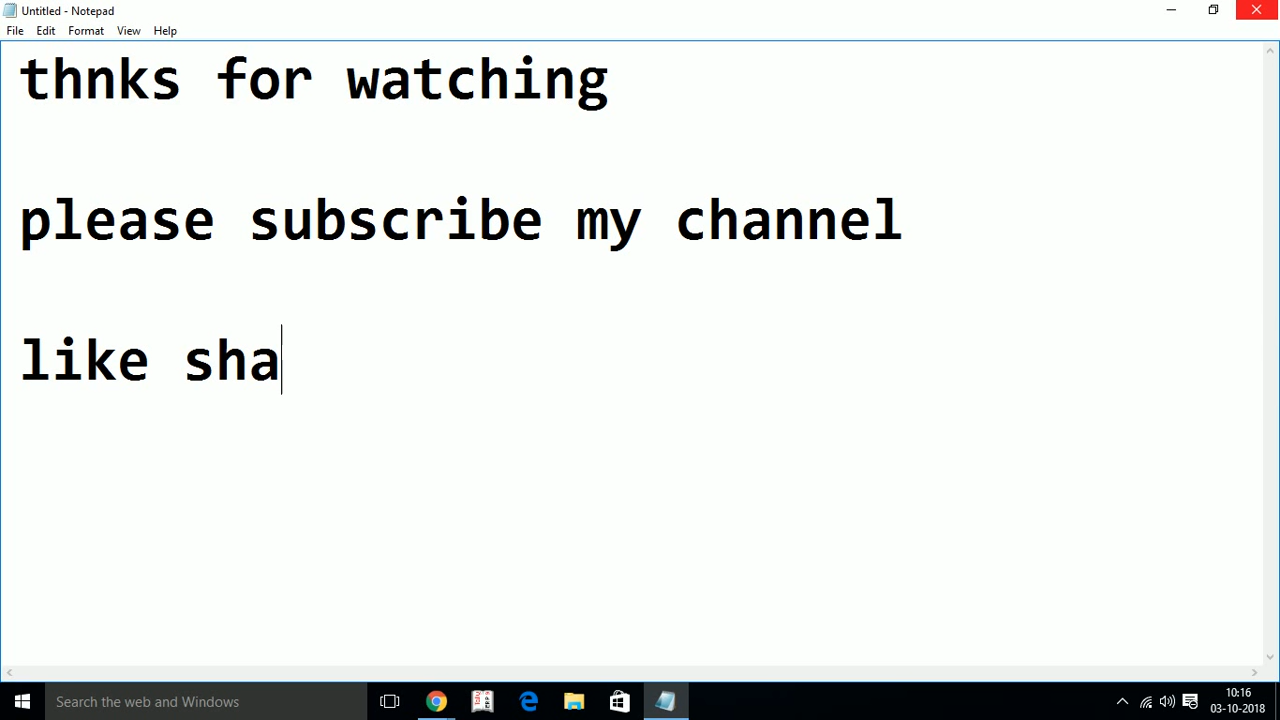 Untitled - Notepad
File Edit Format View Help
thnks for watching
please subscribe my channel
like sha
Search the web and Windows
10:16
03-10-2018